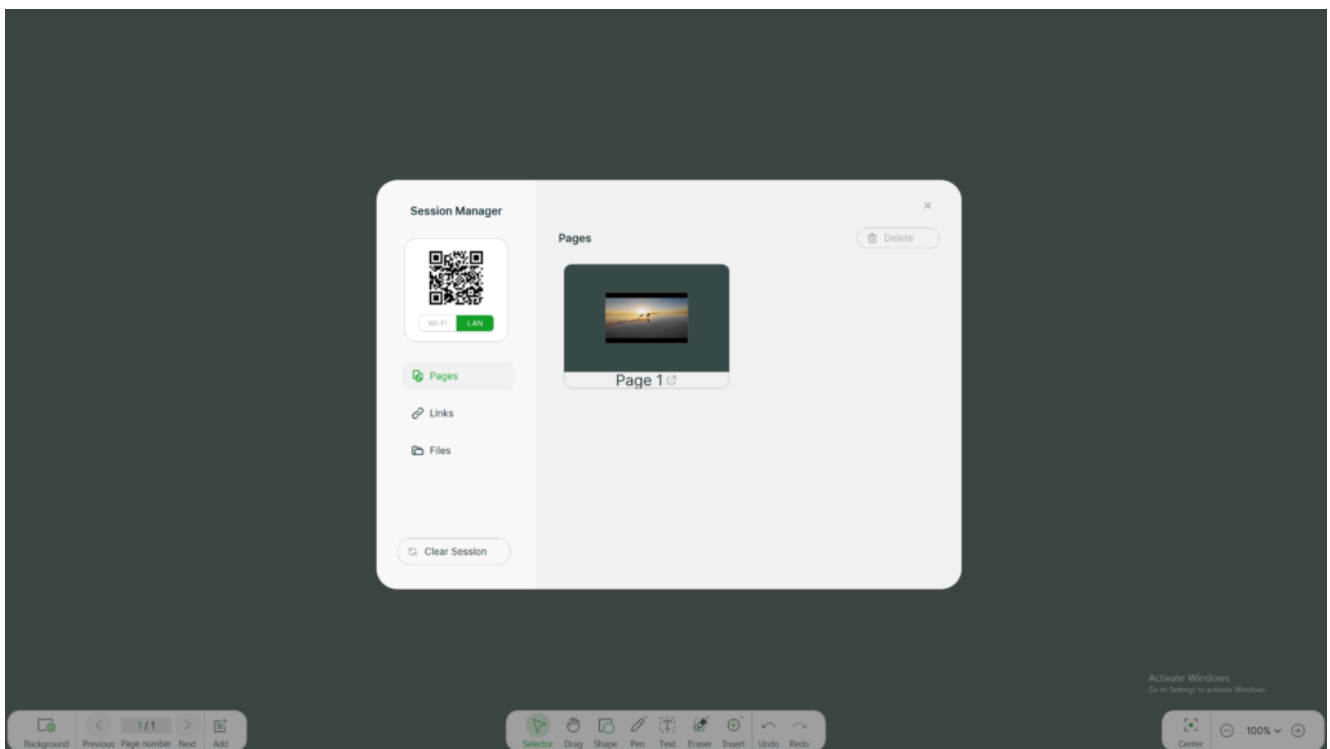 Session Manager
Wi-Fi LAN
Pages
Links
Files
Clear Session
×
Pages
Delete
Page 1
Activate Windows
Go to Settings to activate Windows.
1/1
Background Previous Page number Next Add
Selector Drag Shape Pen Text Eraser Insert Undo Redo
100%
Center